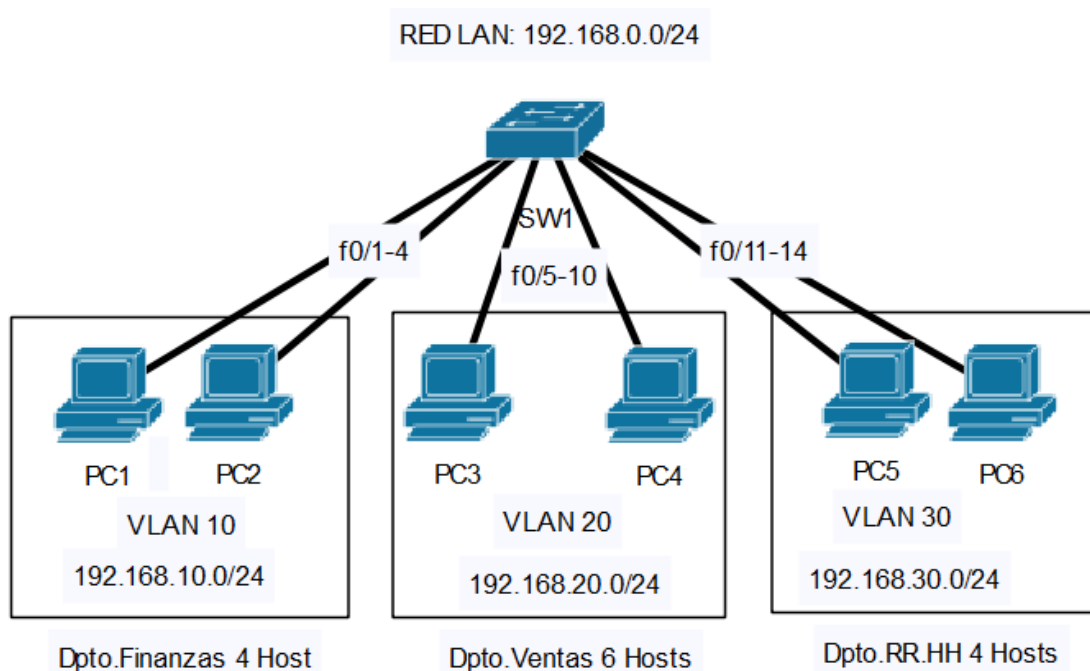 RED LAN: 192.168.0.0/24
SW1
f0/1-4
f0/5-10
f0/11-14
PC1
PC2
VLAN 10
192.168.10.0/24
Dpto.Finanzas 4 Host
PC3
PC4
VLAN 20
192.168.20.0/24
Dpto.Ventas 6 Hosts
PC5
PC6
VLAN 30
192.168.30.0/24
Dpto.RR.HH 4 Hosts